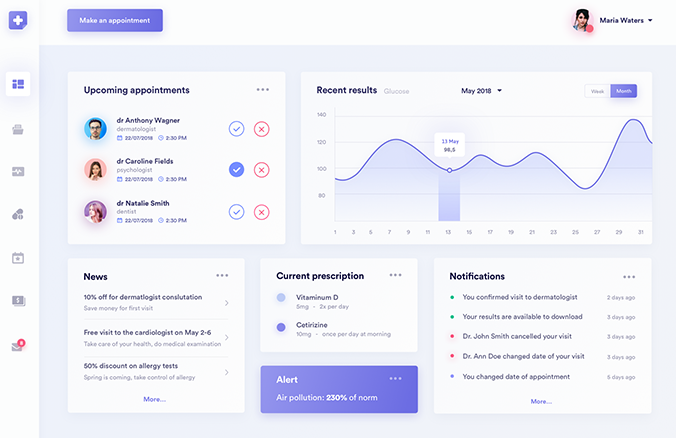 Make an appointment
Maria Waters
Upcoming appointments
dr Anthony Wagner
dermatologist
22/07/2018 2:30 PM
dr Caroline Fields
psychologist
22/07/2018 2:30 PM
dr Natalie Smith
dentist
22/07/2018 2:30 PM
Recent results Glucose May 2018 Week Month
140
120
100
80
13 May
98,5
1 3 5 7 9 11 13 15 17 19 21 23 25 27 29 31
News
10% off for dermatlogist conslutation
Save money for first visit
Free visit to the cardiologist on May 2-6
Take care of your health, do medical examination
50% discount on allergy tests
Spring is coming, take control of allergy
More...
Current prescription
Vitaminum D
5mg - 2x per day
Cetirizine
10mg - once per day at morning
Alert
Air pollution: 230% of norm
Notifications
You confirmed visit to dermatologist 2 days ago
Your results are available to download 3 days ago
Dr. John Smith cancelled your visit 3 days ago
Dr. Ann Doe changed date of your visit 3 days ago
You changed date of appointment 6 days ago
More...